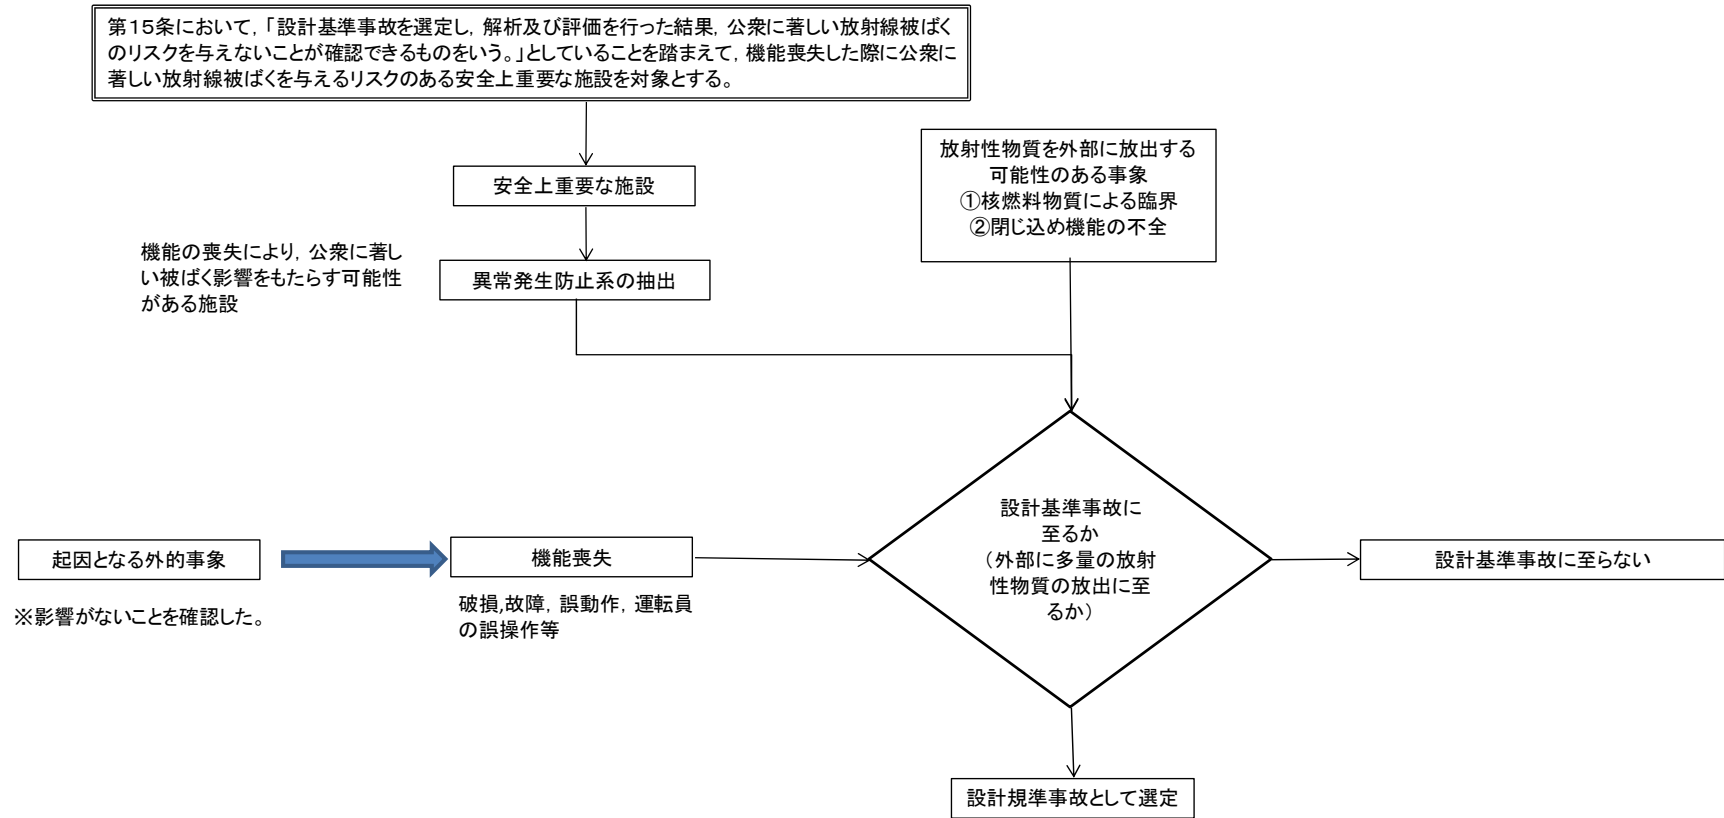 第15条において，「設計基準事故を選定し，解析及び評価を行った結果，公衆に著しい放射線被ばく
のリスクを与えないことが確認できるものをいう。」としていることを踏まえて，機能喪失した際に公衆に
著しい放射線被ばくを与えるリスクのある安全上重要な施設を対象とする。
放射性物質を外部に放出する
可能性のある事象
①核燃料物質による臨界
②閉じ込め機能の不全
安全上重要な施設
機能の喪失により，公衆に著し
い被ばく影響をもたらす可能性
がある施設
異常発生防止系の抽出
設計基準事故に
至るか
（外部に多量の放射
性物質の放出に至
るか）
起因となる外的事象
機能喪失
設計基準事故に至らない
※影響がないことを確認した。
破損,故障，誤動作，運転員
の誤操作等
設計規準事故として選定